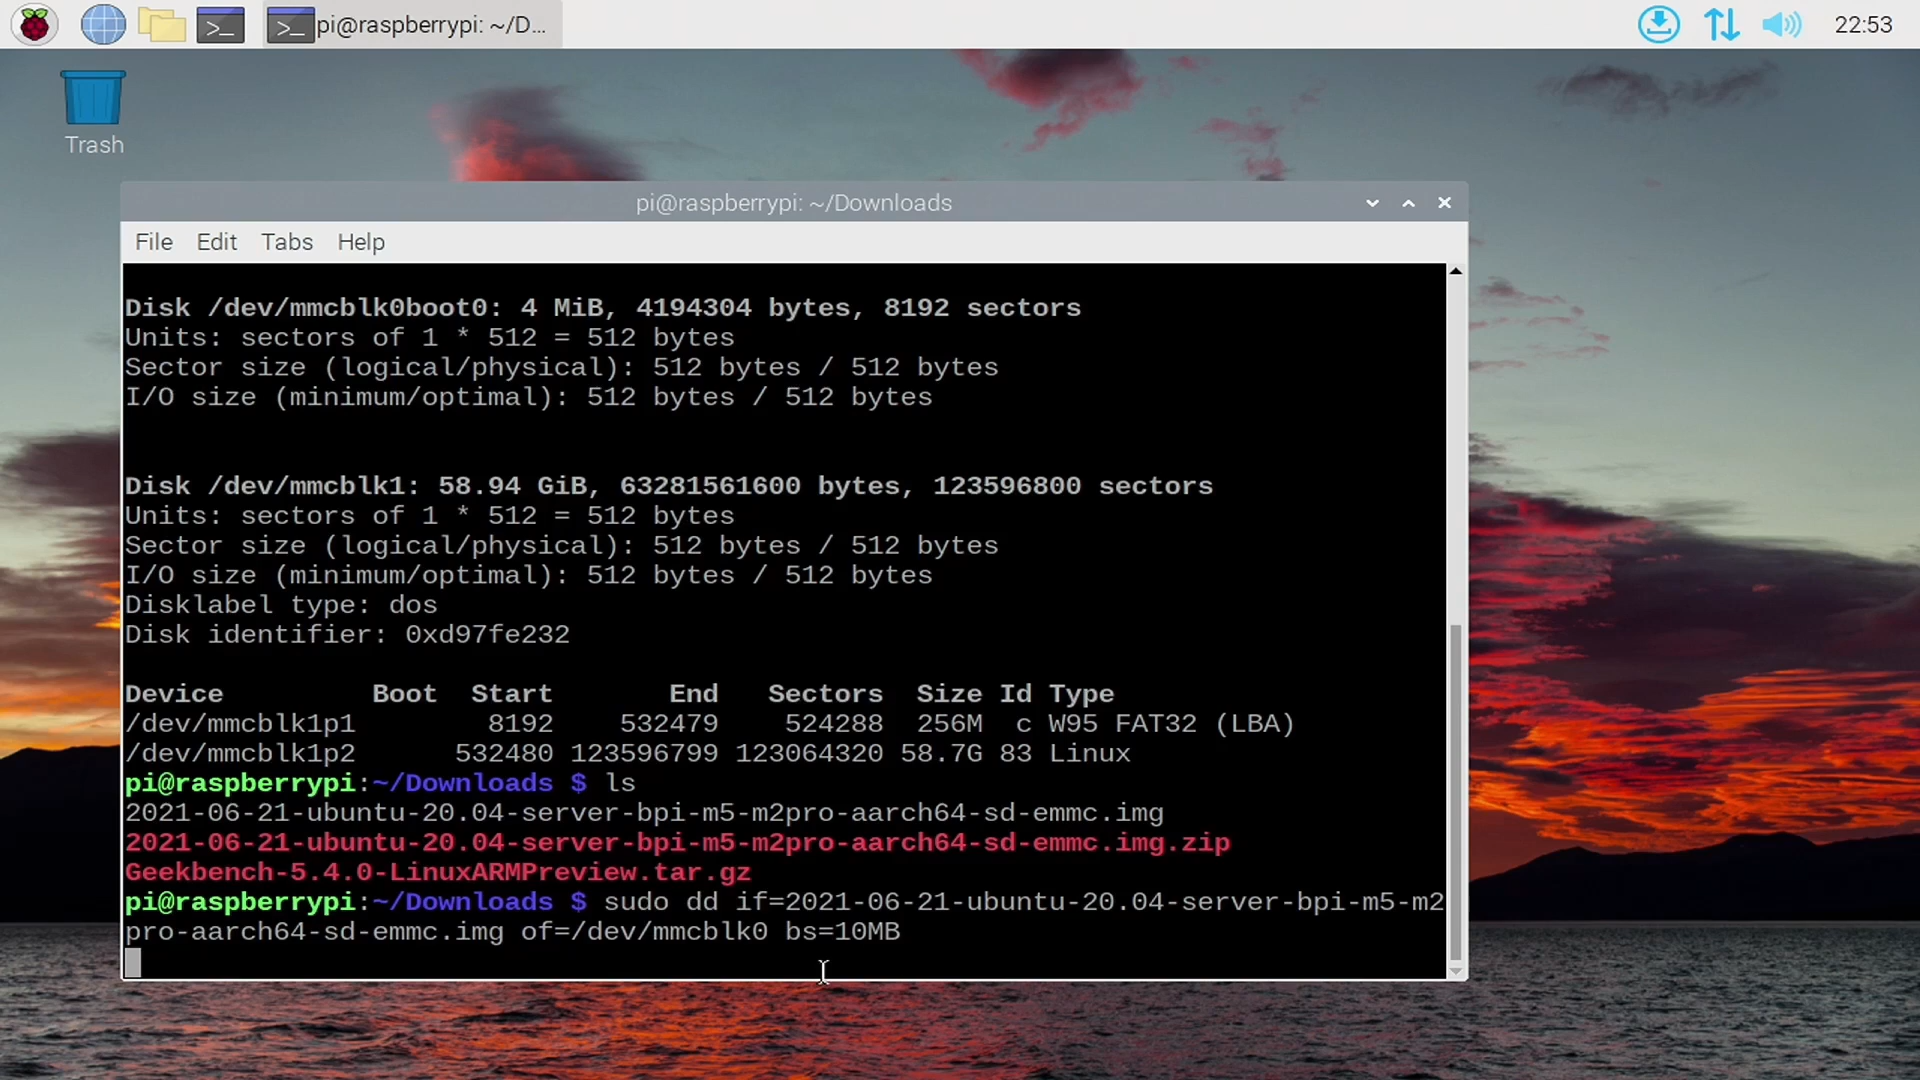 pi@raspberrypi: ~/D...
22:53
Trash
pi@raspberrypi: ~/Downloads
File Edit Tabs Help
Disk /dev/mmcblk0boot0: 4 MiB, 4194304 bytes, 8192 sectors
Units: sectors of 1 * 512 = 512 bytes
Sector size (logical/physical): 512 bytes / 512 bytes
I/O size (minimum/optimal): 512 bytes / 512 bytes
Disk /dev/mmcblk1: 58.94 GiB, 63281561600 bytes, 123596800 sectors
Units: sectors of 1 * 512 = 512 bytes
Sector size (logical/physical): 512 bytes / 512 bytes
I/O size (minimum/optimal): 512 bytes / 512 bytes
Disklabel type: dos
Disk identifier: 0xd97fe232
Device Boot Start End Sectors Size Id Type
/dev/mmcblk1p1 8192 532479 524288 256M c W95 FAT32 (LBA)
/dev/mmcblk1p2 532480 123596799 123064320 58.7G 83 Linux
pi@raspberrypi:~/Downloads $ ls
2021-06-21-ubuntu-20.04-server-bpi-m5-m2pro-aarch64-sd-emmc.img
2021-06-21-ubuntu-20.04-server-bpi-m5-m2pro-aarch64-sd-emmc.img.zip
Geekbench-5.4.0-LinuxARMPreview.tar.gz
pi@raspberrypi:~/Downloads $ sudo dd if=2021-06-21-ubuntu-20.04-server-bpi-m5-m2
pro-aarch64-sd-emmc.img of=/dev/mmcblk0 bs=10MB